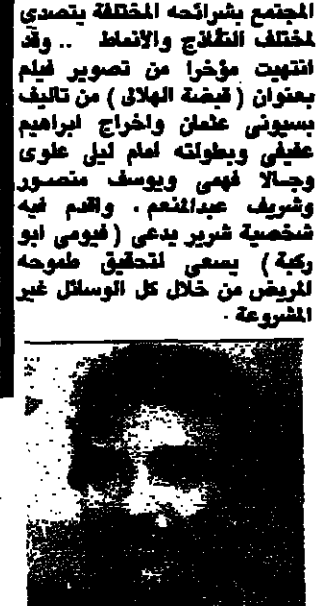 المجتمع بشرائحه المختلفة يتصدى
لمختلف النماذج والانماط .. وقد
انتهيت مؤخرا من تصوير فيلم
بعنوان ( قبضة الهلالى ) من تاليف
بسيونى عثمان واخراج ابراهيم
عفيفى وبطولته امام ليلى علوى
وجالا فهمى ويوسف منصور
وشريف عبدالمنعم . واقدم فيه
شخصية شرير يدعى ( فيومى ابو
ركبة ) يسعى لتحقيق طموحه
المريض من خلال كل الوسائل غير
المشروعة .